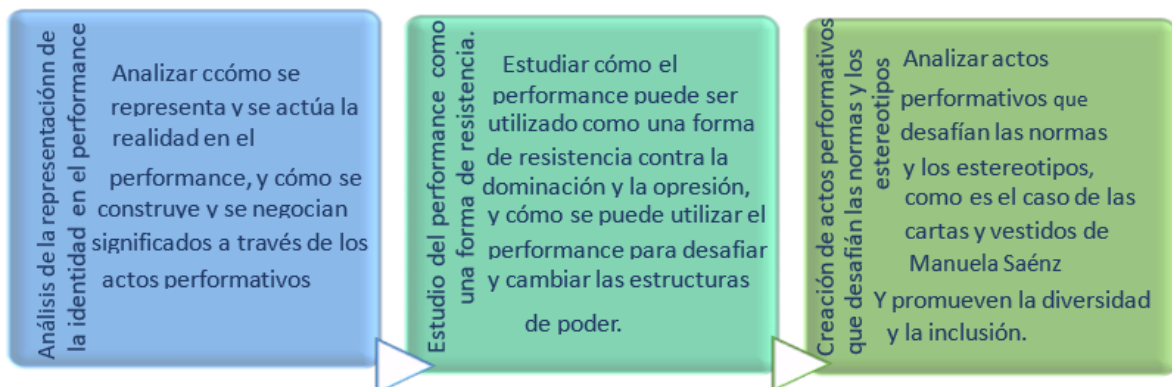 Análisis de la representaciónn de
la identidad en el performance
Analizar ccómo se
representa y se actúa la
realidad en el
performance, y cómo se
construye y se negocian
significados a través de los
actos performativos
Estudio del performance como
una forma de resistencia.
Estudiar cómo el
performance puede ser
utilizado como una forma
de resistencia contra la
dominación y la opresión,
y cómo se puede utilizar el
performance para desafiar
y cambiar las estructuras
de poder.
Creación de actos performativos
que desafían las normas y los
estereotipos
Analizar actos
performativos que
desafían las normas
y los estereotipos,
como es el caso de las
cartas y vestidos de
Manuela Saénz
Y promueven la diversidad
y la inclusión.